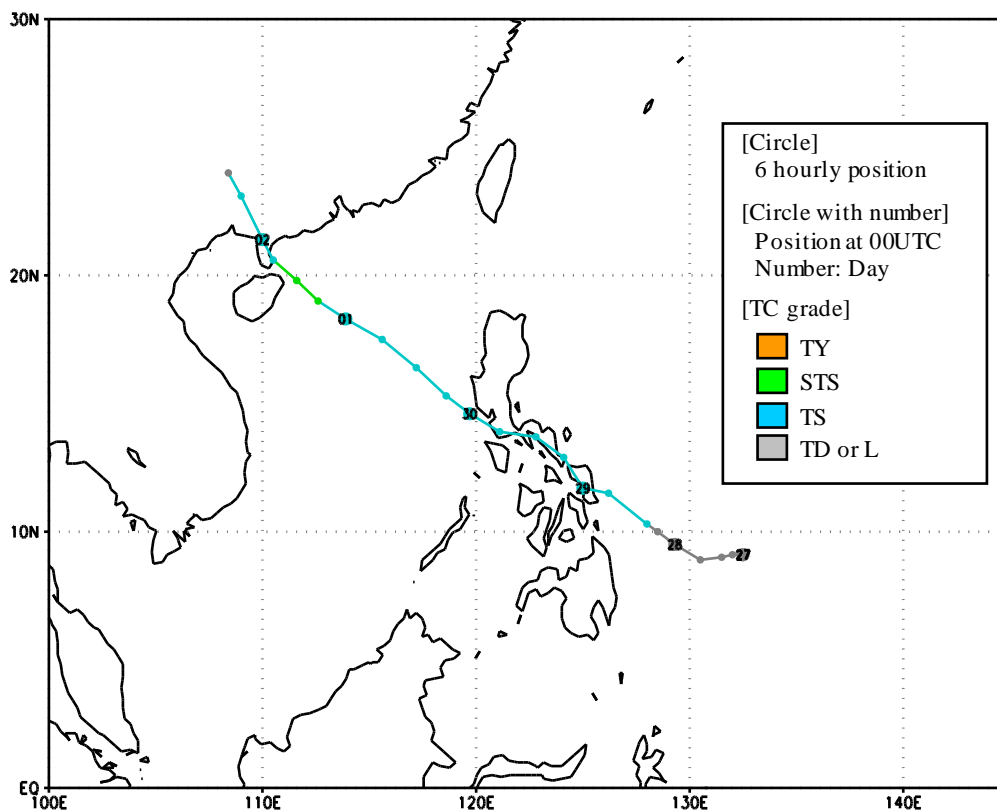 30N
20N
10N
EQ
100E
110E
120E
130E
140E
02
01
30
29
28
27
[Circle]
6 hourly position
[Circle with number]
Position at 00UTC
Number: Day
[TC grade]
TY
STS
TS
TD or L